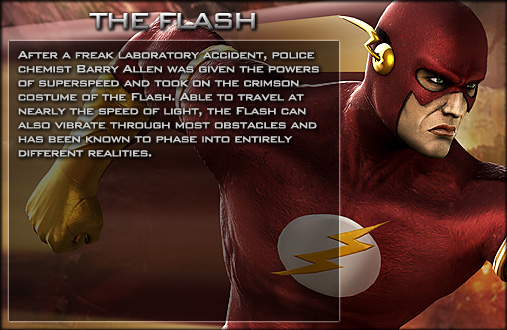 THE FLASH
AFTER A FREAK LABORATORY ACCIDENT, POLICE
CHEMIST BARRY ALLEN WAS GIVEN THE POWERS
OF SUPERSPEED AND TOOK ON THE CRIMSON
COSTUME OF THE FLASH. ABLE TO TRAVEL AT
NEARLY THE SPEED OF LIGHT, THE FLASH CAN
ALSO VIBRATE THROUGH MOST OBSTACLES AND
HAS BEEN KNOWN TO PHASE INTO ENTIRELY
DIFFERENT REALITIES.